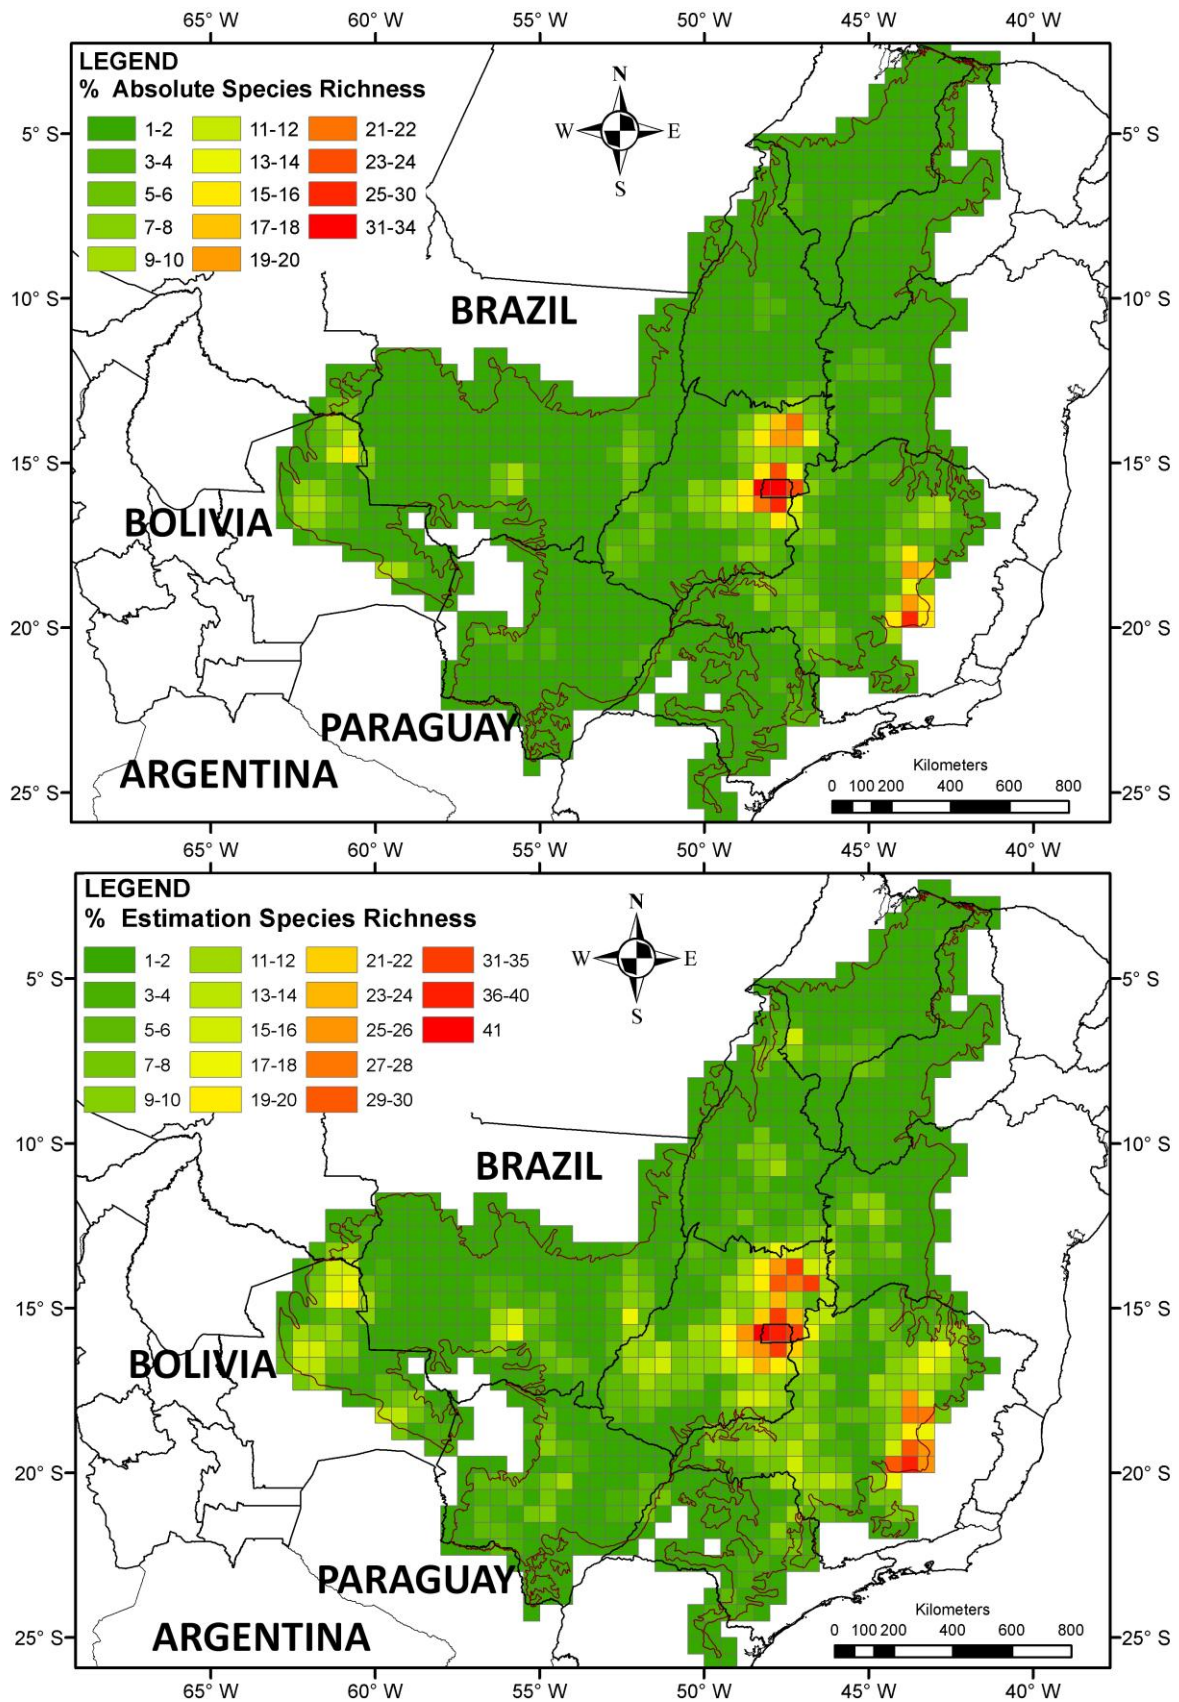 65° W 60° W 55° W 50° W 45° W 40° W
LEGEND
% Absolute Species Richness
1-2 11-12 21-22
3-4 13-14 23-24
5-6 15-16 25-30
7-8 17-18 31-34
9-10 19-20
N
W E
S
5° S 5° S
10° S 10° S
BRAZIL
15° S 15° S
BOLIVIA
20° S 20° S
PARAGUAY
ARGENTINA
Kilometers
0 100 200 400 600 800
25° S 25° S
65° W 60° W 55° W 50° W 45° W 40° W
LEGEND
% Estimation Species Richness
1-2 11-12 21-22 31-35
3-4 13-14 23-24 36-40
5-6 15-16 25-26 41
7-8 17-18 27-28
9-10 19-20 29-30
N
W E
S
5° S 5° S
10° S 10° S
BRAZIL
15° S 15° S
BOLIVIA
20° S 20° S
PARAGUAY
ARGENTINA
Kilometers
0 100 200 400 600 800
25° S 25° S
65° W 60° W 55° W 50° W 45° W 40° W